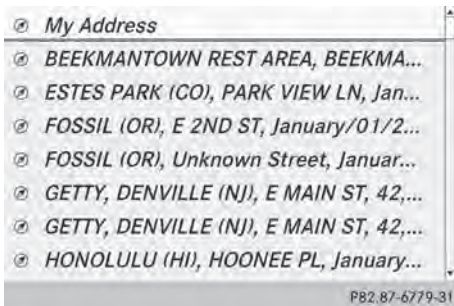 My Address
BEEKMANTOWN REST AREA, BEEKMA...
ESTES PARK (CO), PARK VIEW LN, Jan...
FOSSIL (OR), E 2ND ST, January/01/2...
FOSSIL (OR), Unknown Street, Januar...
GETTY, DENVILLE (NJ), E MAIN ST, 42,...
GETTY, DENVILLE (NJ), E MAIN ST, 42,...
HONOLULU (HI), HOONEE PL, January...
P82.87-6779-31